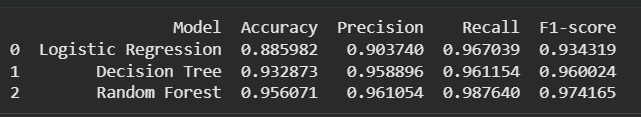 Model Accuracy Precision Recall F1-score
0 Logistic Regression 0.885982 0.903740 0.967039 0.934319
1 Decision Tree 0.932873 0.958896 0.961154 0.960024
2 Random Forest 0.956071 0.961054 0.987640 0.974165